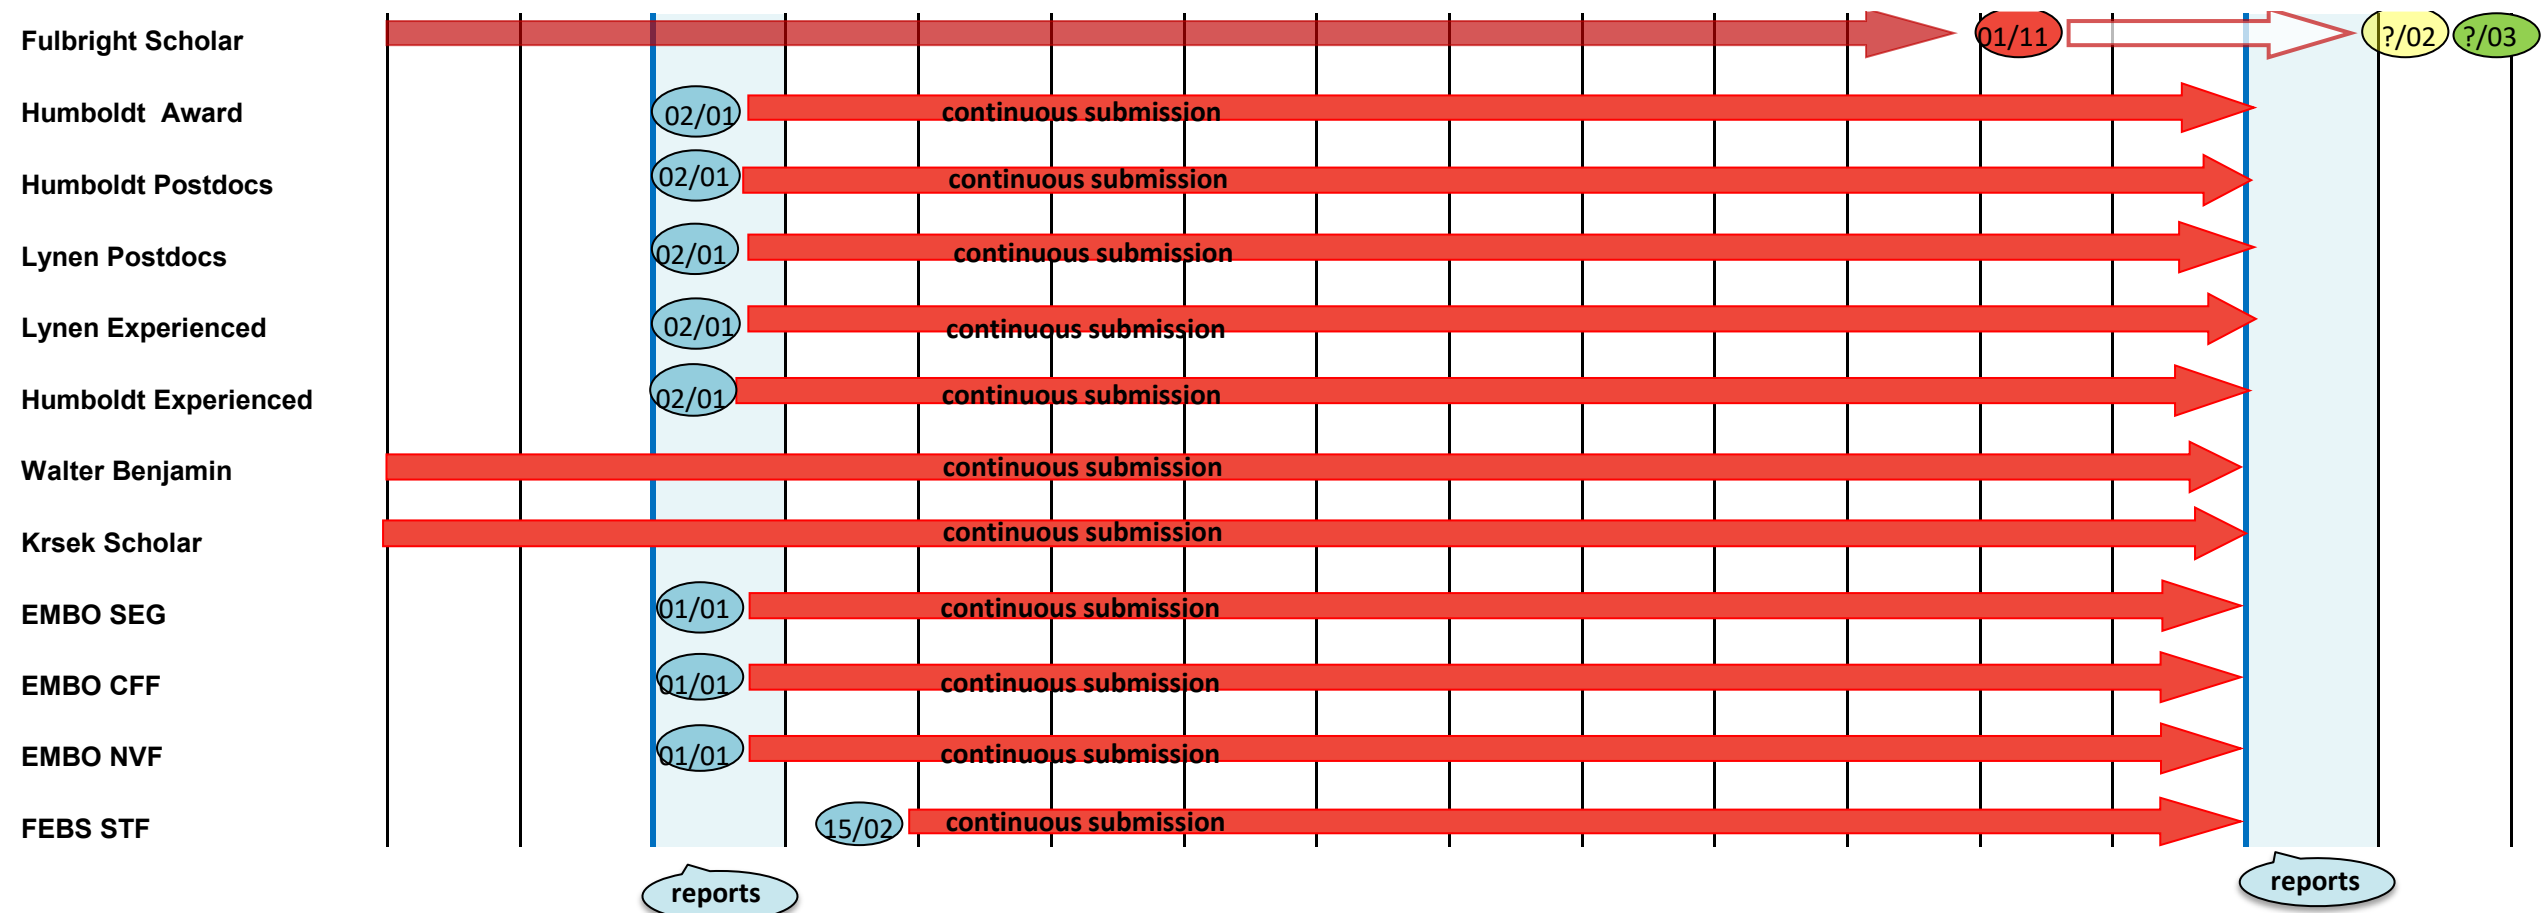 Fulbright Scholar 01/11 ?/02 ?/03
Humboldt Award 02/01 continuous submission
Humboldt Postdocs 02/01 continuous submission
Lynen Postdocs 02/01 continuous submission
Lynen Experienced 02/01 continuous submission
Humboldt Experienced 02/01 continuous submission
Walter Benjamin continuous submission
Krsek Scholar continuous submission
EMBO SEG 01/01 continuous submission
EMBO CFF 01/01 continuous submission
EMBO NVF 01/01 continuous submission
FEBS STF 15/02 continuous submission
reports reports